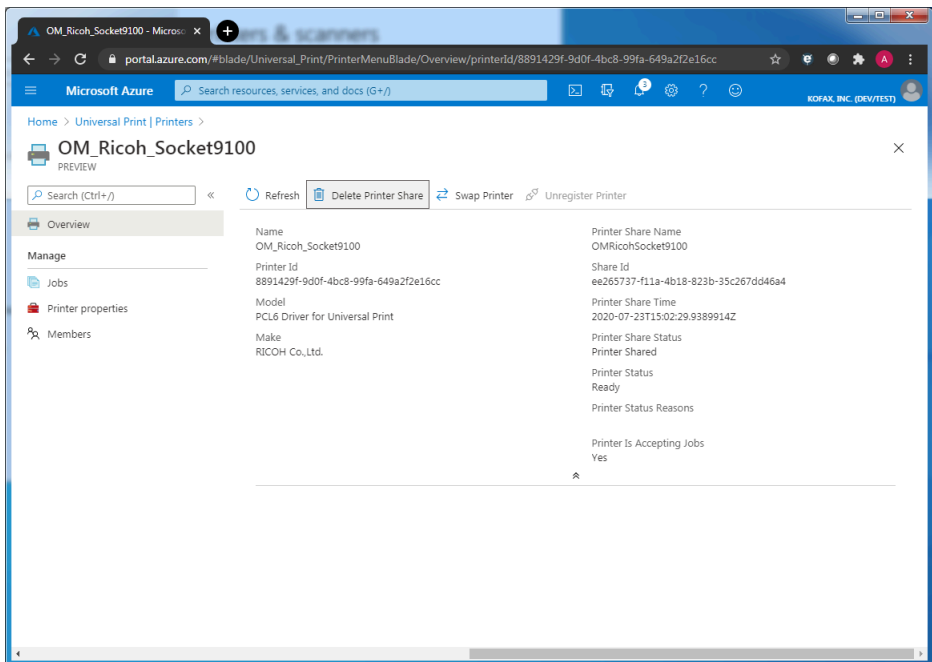 ers & scanners
OM_Ricoh_Socket9100 - Micros
portal.azure.com/#blade/Universal_Print/PrinterMenuBlade/Overview/printerId/8891429f-9d0f-4bc8-99fa-649a2f2e16cc
A
Microsoft Azure
Search resources, services, and docs (G+/)
3
KOFAX, INC. (DEV/TEST)
Home > Universal Print | Printers >
OM_Ricoh_Socket9100
PREVIEW
Search (Ctrl+/)
«
Refresh
Delete Printer Share
Swap Printer
Unregister Printer
Overview
Manage
Jobs
Printer properties
Members
Name
OM_Ricoh_Socket9100
Printer Id
8891429f-9d0f-4bc8-99fa-649a2f2e16cc
Model
PCL6 Driver for Universal Print
Make
RICOH Co.,Ltd.
Printer Share Name
OMRicohSocket9100
Share Id
ee265737-f11a-4b18-823b-35c267dd46a4
Printer Share Time
2020-07-23T15:02:29.9389914Z
Printer Share Status
Printer Shared
Printer Status
Ready
Printer Status Reasons
Printer Is Accepting Jobs
Yes